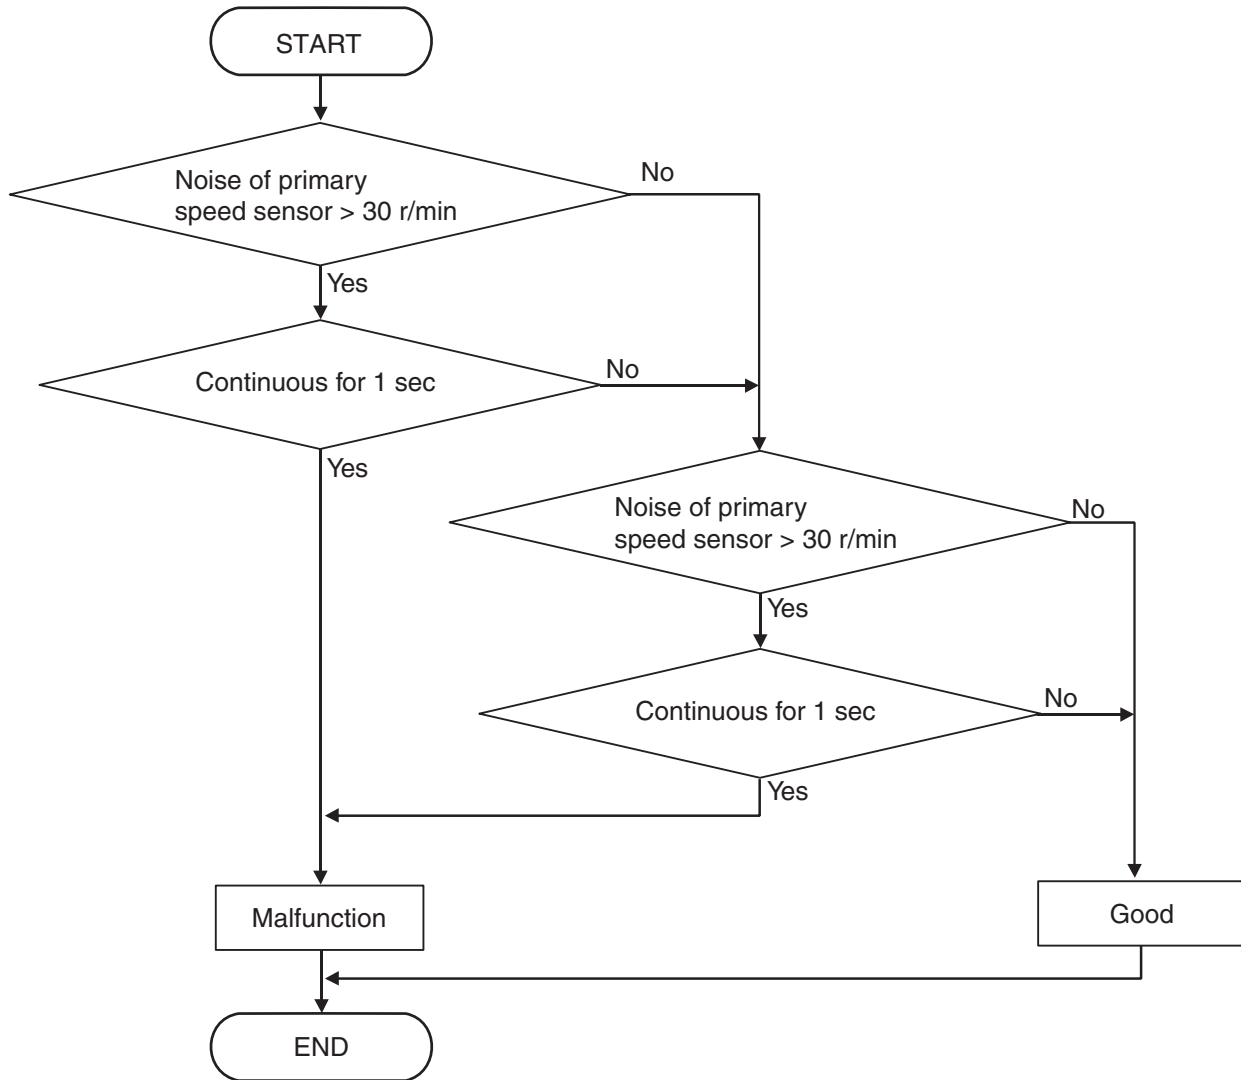 START
Noise of primary
speed sensor > 30 r/min
No
Yes
Continuous for 1 sec
No
Yes
Noise of primary
speed sensor > 30 r/min
No
Yes
Continuous for 1 sec
No
Yes
Malfunction
Good
END